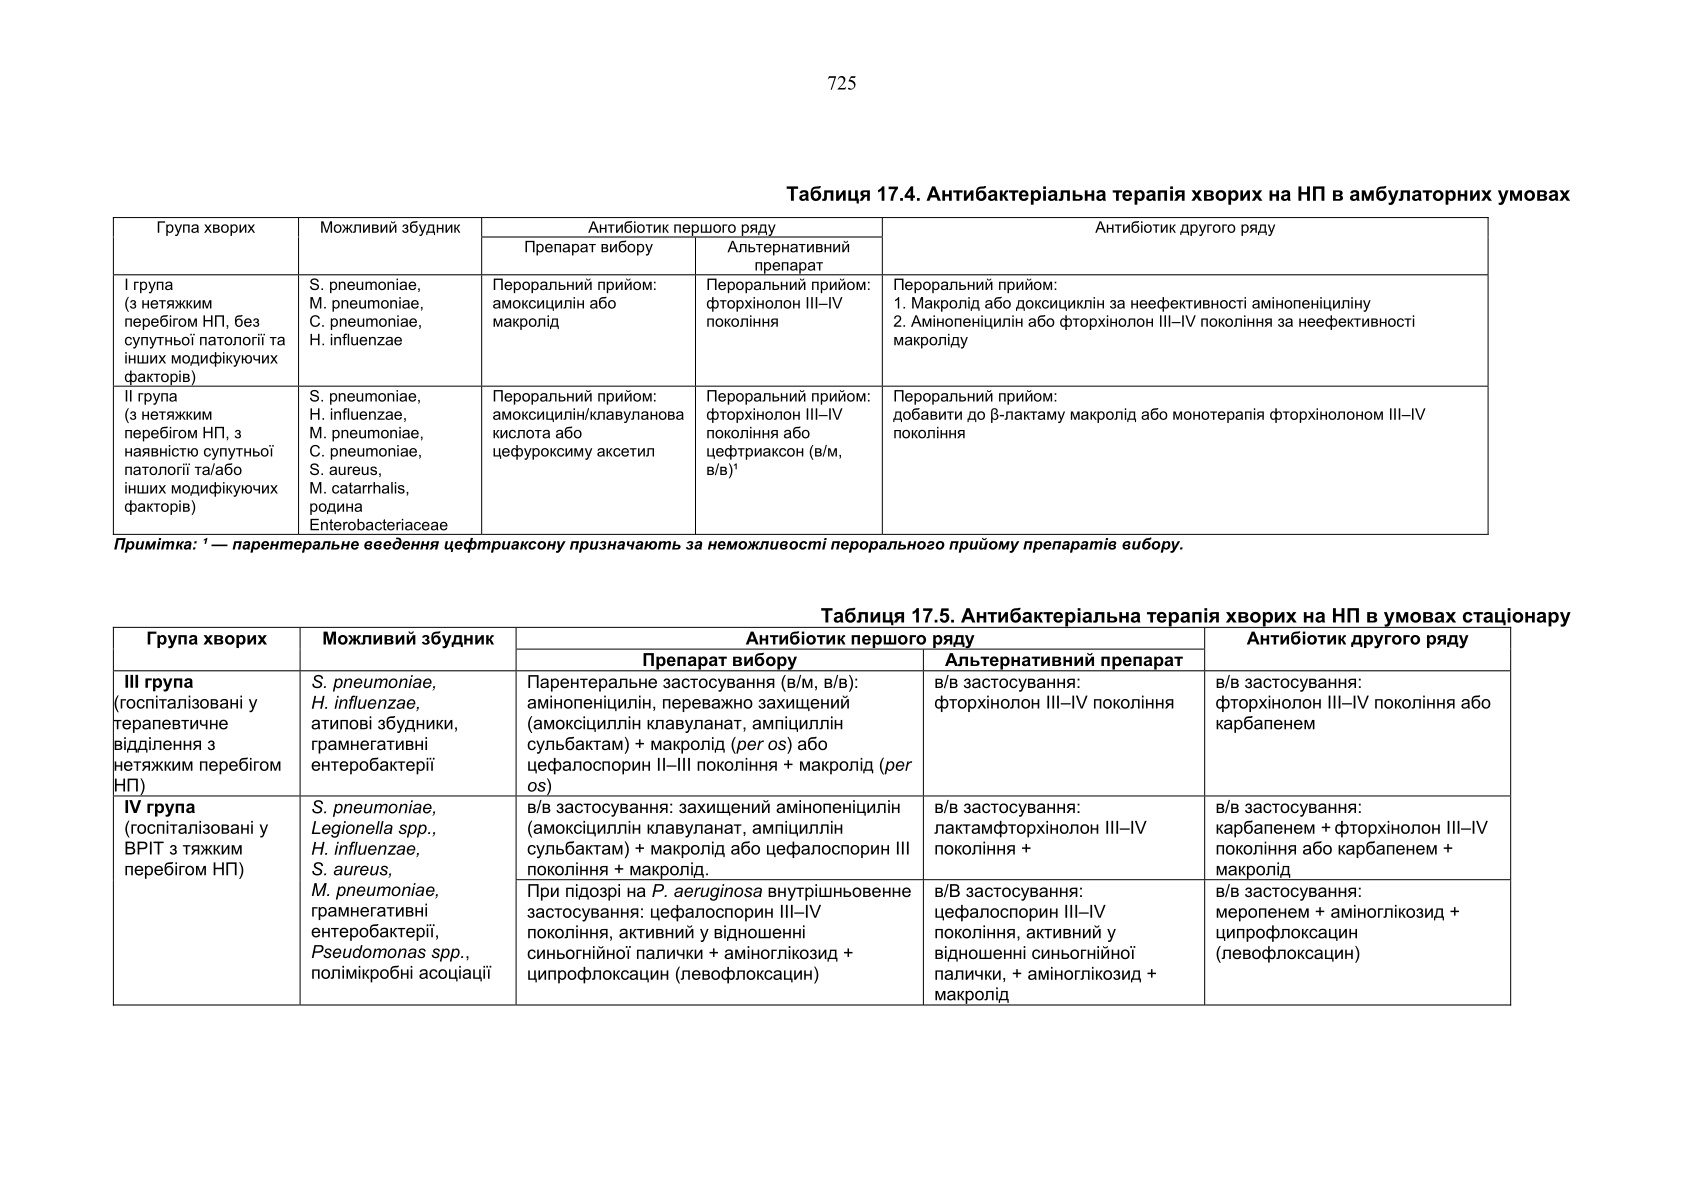 725
Таблиця 17.4. Антибактеріальна терапія хворих на НП в амбулаторних умовах
Група хворих
Можливий збудник
Антибіотик першого ряду
Антибіотик другого ряду
Препарат вибору
Альтернативний
препарат
І група
(з нетяжким
перебігом НП, без
супутньої патології та
інших модифікуючих
факторів)
S. pneumoniae,
M. pneumoniae,
C. pneumoniae,
H. influenzae
Пероральний прийом:
амоксицилін або
макролід
Пероральний прийом:
фторхінолон III–IV
покоління
Пероральний прийом:
1. Макролід або доксициклін за неефективності амінопеніциліну
2. Амінопеніцилін або фторхінолон III–IV покоління за неефективності
макроліду
ІІ група
(з нетяжким
перебігом НП, з
наявністю супутньої
патології та/або
інших модифікуючих
факторів)
S. pneumoniae,
H. influenzae,
M. pneumoniae,
C. pneumoniae,
S. aureus,
M. catarrhalis,
родина
Enterobacteriaceae
Пероральний прийом:
амоксицилін/клавуланова
кислота або
цефуроксиму аксетил
Пероральний прийом:
фторхінолон III–IV
покоління або
цефтриаксон (в/м,
в/в)¹
Пероральний прийом:
добавити до β-лактаму макролід або монотерапія фторхінолоном III–IV
покоління
Примітка: ¹ — парентеральне введення цефтриаксону призначають за неможливості перорального прийому препаратів вибору.
Таблиця 17.5. Антибактеріальна терапія хворих на НП в умовах стаціонару
Група хворих
Можливий збудник
Антибіотик першого ряду
Антибіотик другого ряду
Препарат вибору
Альтернативний препарат
III група
(госпіталізовані у
терапевтичне
відділення з
нетяжким перебігом
НП)
S. pneumoniae,
H. influenzae,
атипові збудники,
грамнегативні
ентеробактерії
Парентеральне застосування (в/м, в/в):
амінопеніцилін, переважно захищений
(амоксіциллін клавуланат, ампіциллін
сульбактам) + макролід (per os) або
цефалоспорин II–III покоління + макролід (per
os)
в/в застосування:
фторхінолон III–IV покоління
в/в застосування:
фторхінолон III–IV покоління або
карбапенем
IV група
(госпіталізовані у
ВРІТ з тяжким
перебігом НП)
S. pneumoniae,
Legionella spp.,
H. influenzae,
S. aureus,
M. pneumoniae,
грамнегативні
ентеробактерії,
Pseudomonas spp.,
полімікробні асоціації
в/в застосування: захищений амінопеніцилін
(амоксіциллін клавуланат, ампіциллін
сульбактам) + макролід або цефалоспорин III
покоління + макролід.
в/в застосування:
лактамфторхінолон III–IV
покоління +
в/в застосування:
карбапенем + фторхінолон III–IV
покоління або карбапенем +
макролід
При підозрі на P. aeruginosa внутрішньовенне
застосування: цефалоспорин III–IV
покоління, активний у відношенні
синьогнійної палички + аміноглікозид +
ципрофлоксацин (левофлоксацин)
в/В застосування:
цефалоспорин III–IV
покоління, активний у
відношенні синьогнійної
палички, + аміноглікозид +
макролід
в/в застосування:
меропенем + аміноглікозид +
ципрофлоксацин
(левофлоксацин)